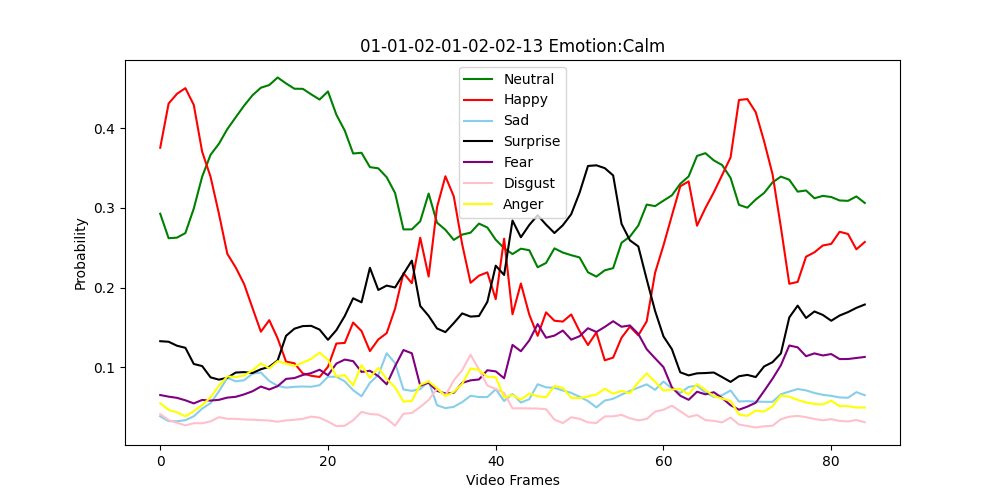 01-01-02-01-02-02-13 Emotion:Calm
Neutral
Happy
Sad
Surprise
Fear
Disgust
Anger
Probability
0.4
0.3
0.2
0.1
0
20
40
60
80
Video Frames